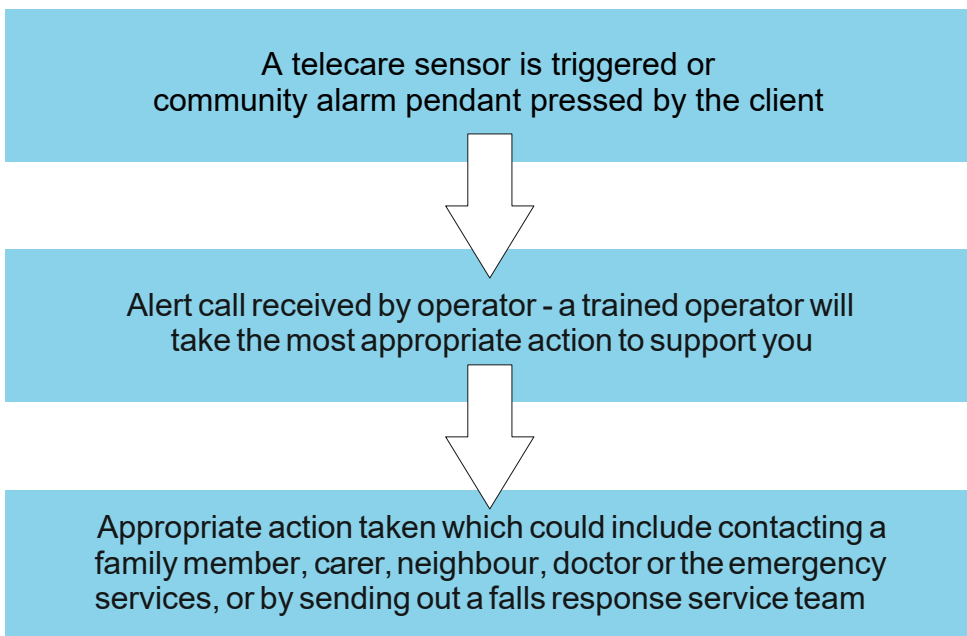 A telecare sensor is triggered or
community alarm pendant pressed by the client
Alert call received by operator - a trained operator will
take the most appropriate action to support you
Appropriate action taken which could include contacting a
family member, carer, neighbour, doctor or the emergency
services, or by sending out a falls response service team